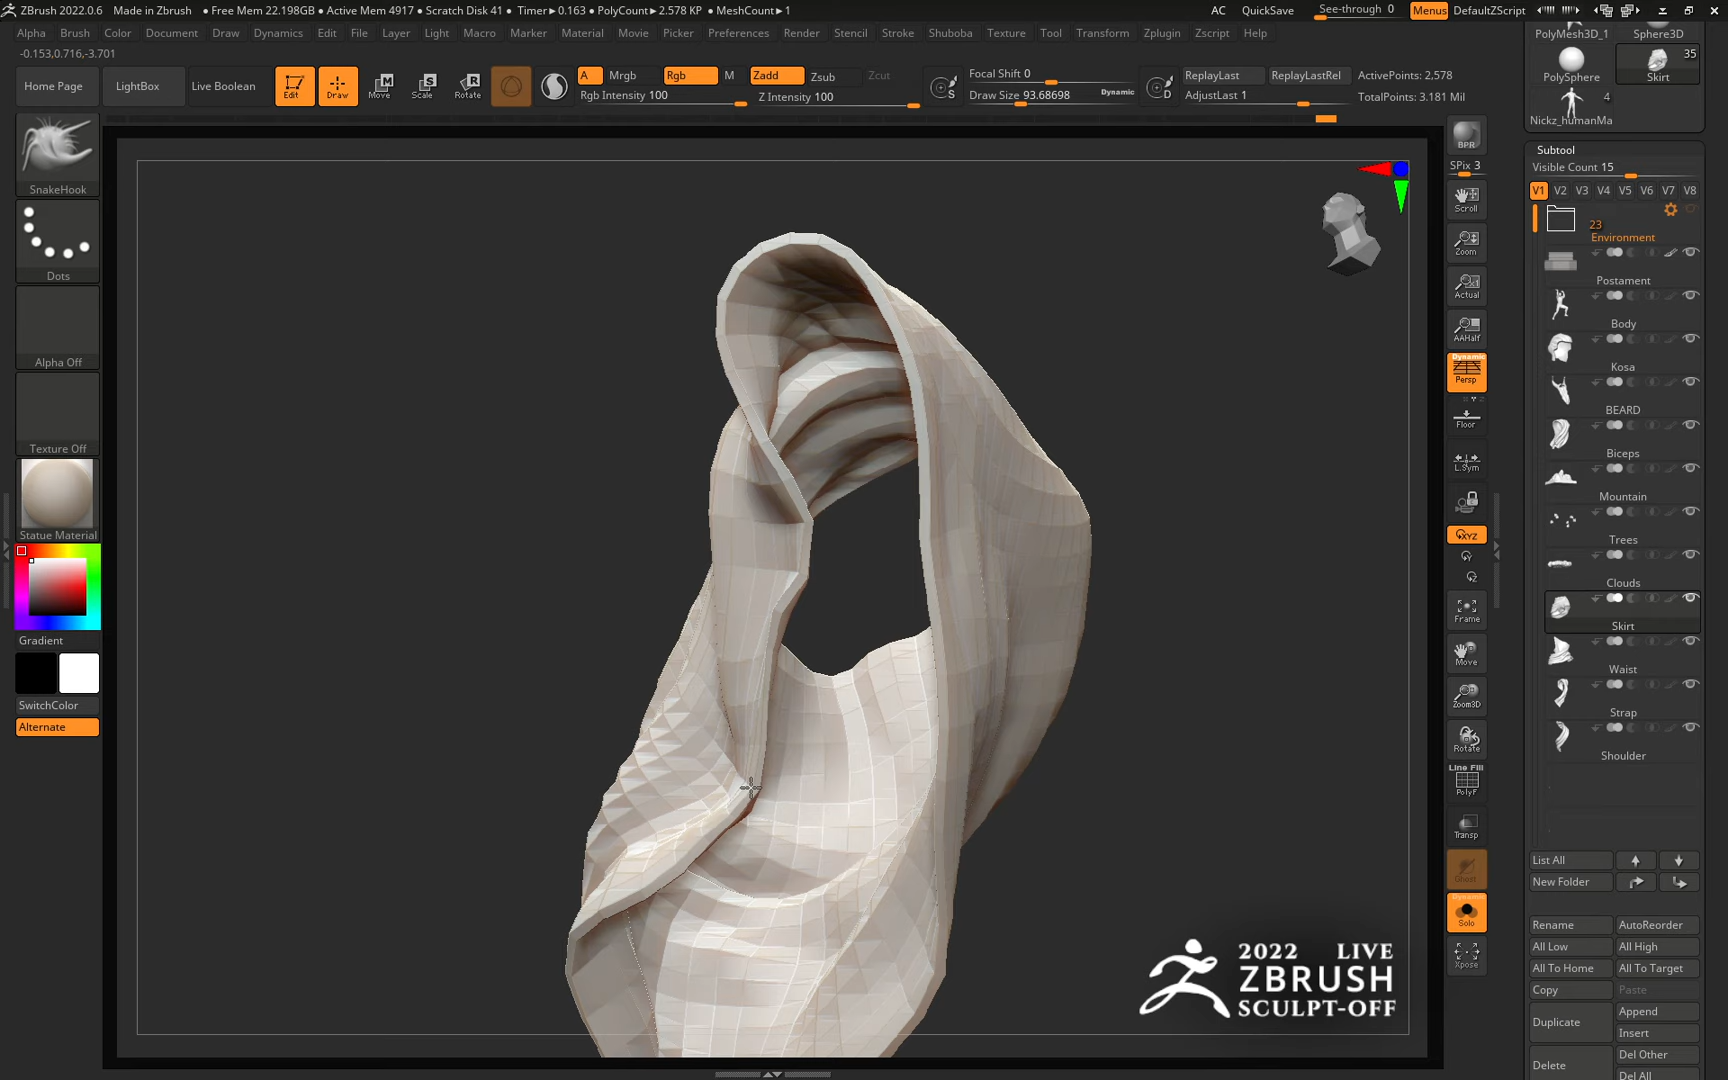 ZBrush 2022.0.6 Made in Zbrush • Free Mem 22.198GB • Active Mem 4917 • Scratch Disk 41 • Timer▸0.163 • PolyCount▸2.578 KP • MeshCount▸1
AC QuickSave See-through 0 Menus DefaultZScript
Alpha Brush Color Document Draw Dynamics Edit File Layer Light Macro Marker Material Movie Picker Preferences Render Stencil Stroke Shuboba Texture Tool Transform Zplugin Zscript Help
-0.153,0.716,-3.701
Home Page LightBox Live Boolean
Edit Draw Move Scale Rotate
A Mrgb Rgb M Zadd Zsub Zcut
Rgb Intensity 100 Z Intensity 100
Focal Shift 0
Draw Size 93.68698 Dynamic
ReplayLast ReplayLastRel
AdjustLast 1
ActivePoints: 2,578
TotalPoints: 3.181 Mil
SnakeHook
Dots
Alpha Off
Texture Off
Statue Material
Gradient
SwitchColor
Alternate
BPR
SPix 3
Scroll
Zoom
Actual
AAHalf
Dynamic
Persp
Floor
L.Sym
XYZ
Frame
Move
Zoom3D
Rotate
Line Fill
PolyF
Transp
Ghost
Dynamic
Solo
Xpose
PolyMesh3D_1 Sphere3D
35
PolySphere Skirt
4
Nickz_humanMa
Subtool
Visible Count 15
V1 V2 V3 V4 V5 V6 V7 V8
23
Environment
Postament
Body
Kosa
BEARD
Biceps
Mountain
Trees
Clouds
Skirt
Waist
Strap
Shoulder
List All
New Folder
Rename AutoReorder
All Low All High
All To Home All To Target
Copy Paste
Duplicate Append
Insert
Delete Del Other
Del All
2022 LIVE
ZBRUSH
SCULPT-OFF